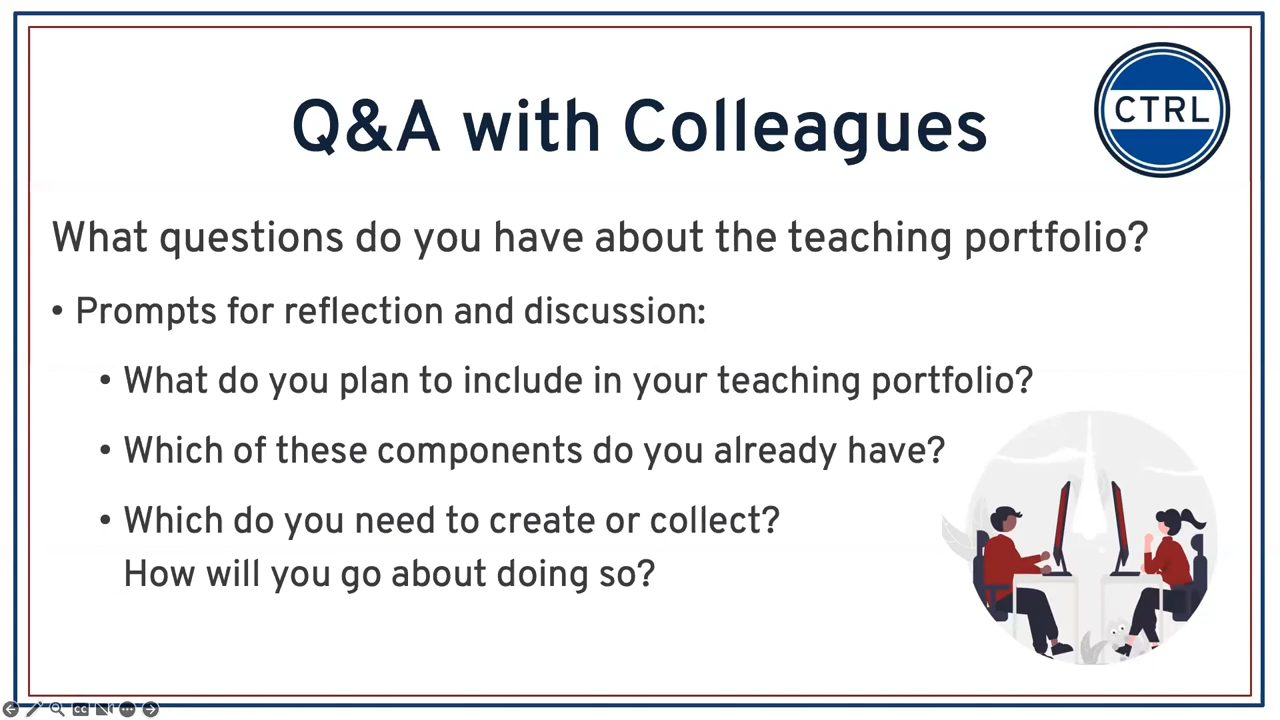 Q&A with Colleagues
CTRL
What questions do you have about the teaching portfolio?
• Prompts for reflection and discussion:
• What do you plan to include in your teaching portfolio?
• Which of these components do you already have?
• Which do you need to create or collect?
How will you go about doing so?
CC